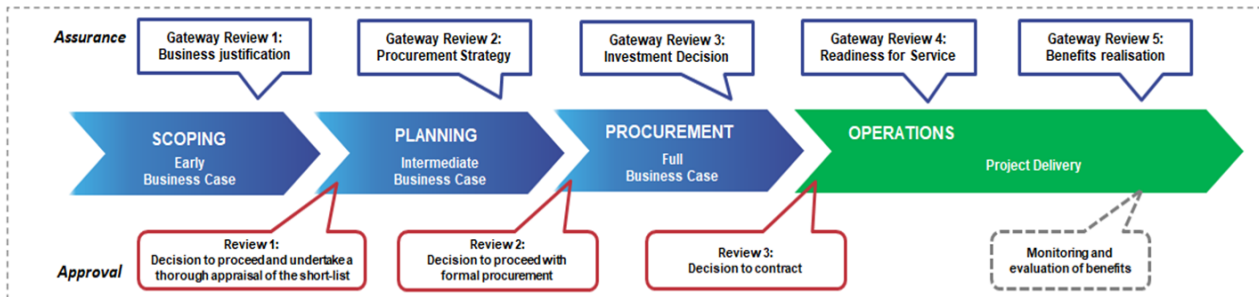 Assurance
Gateway Review 1:
Business justification
Gateway Review 2:
Procurement Strategy
Gateway Review 3:
Investment Decision
Gateway Review 4:
Readiness for Service
Gateway Review 5:
Benefits realisation
SCOPING
Early
Business Case
PLANNING
Intermediate
Business Case
PROCUREMENT
Full
Business Case
OPERATIONS
Project Delivery
Approval
Review 1:
Decision to proceed and undertake a
thorough appraisal of the short-list
Review 2:
Decision to proceed with
formal procurement
Review 3:
Decision to contract
Monitoring and
evaluation of benefits